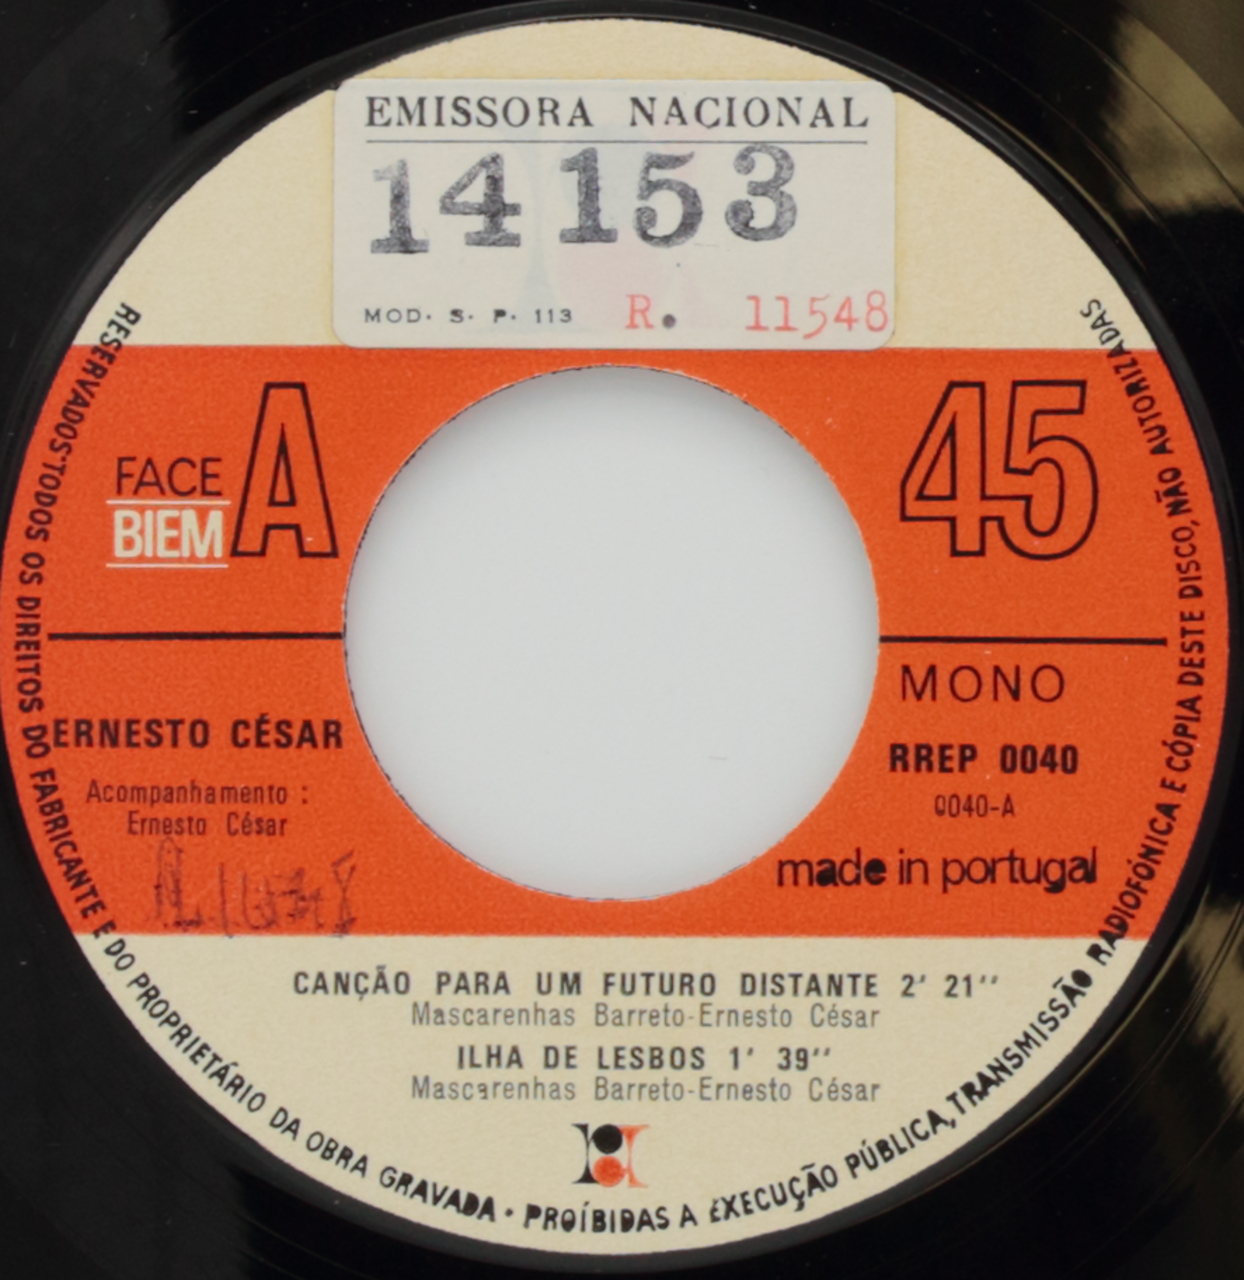 EMISSORA NACIONAL
14153
MOD. S. P. 113 R. 11548
FACE A
BIEM
45
MONO
ERNESTO CÉSAR
RREP 0040
Acompanhamento :
Ernesto César
0040-A
made in portugal
CANÇÃO PARA UM FUTURO DISTANTE 2' 21''
Mascarenhas Barreto-Ernesto César
ILHA DE LESBOS 1' 39''
Mascarenhas Barreto-Ernesto César
RESERVADOS·TODOS OS DIREITOS DO FABRICANTE E DO PROPRIETÁRIO DA OBRA GRAVADA · PROÍBIDAS A EXECUÇÃO PÚBLICA, TRANSMISSÃO RADIOFÓNICA E CÓPIA DESTE DISCO, NÃO AUTORIZADAS